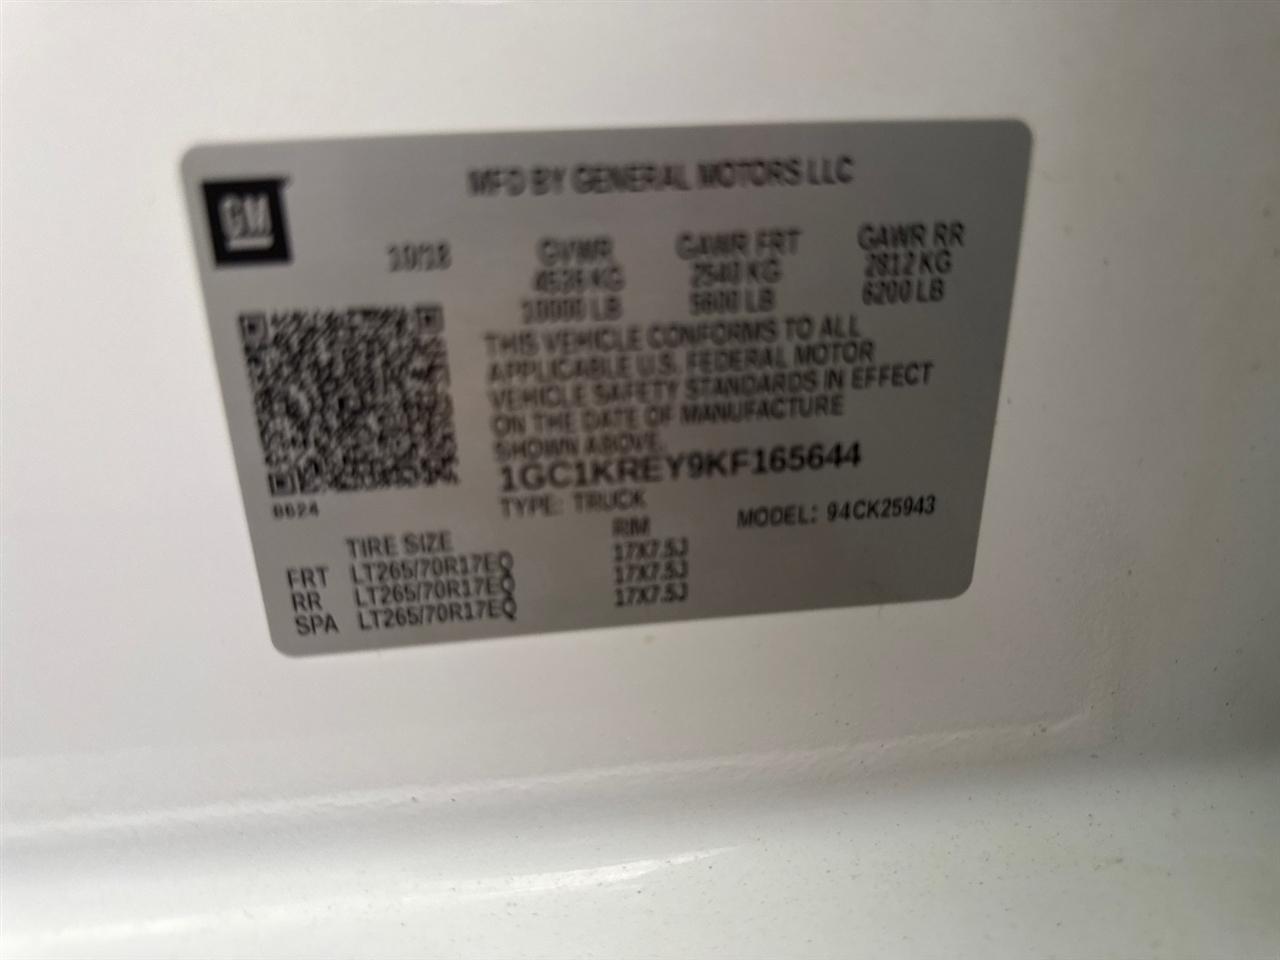 GM
MFD BY GENERAL MOTORS LLC
10/18
GVWR
4536 KG
10000 LB
GAWR FRT
2540 KG
5600 LB
GAWR RR
2812 KG
6200 LB
THIS VEHICLE CONFORMS TO ALL
APPLICABLE U.S. FEDERAL MOTOR
VEHICLE SAFETY STANDARDS IN EFFECT
ON THE DATE OF MANUFACTURE
SHOWN ABOVE.
1GC1KREY9KF165644
TYPE: TRUCK
MODEL: 94CK25943
TIRE SIZE RIM
FRT LT265/70R17EQ 17X7.5J
RR LT265/70R17EQ 17X7.5J
SPA LT265/70R17EQ 17X7.5J